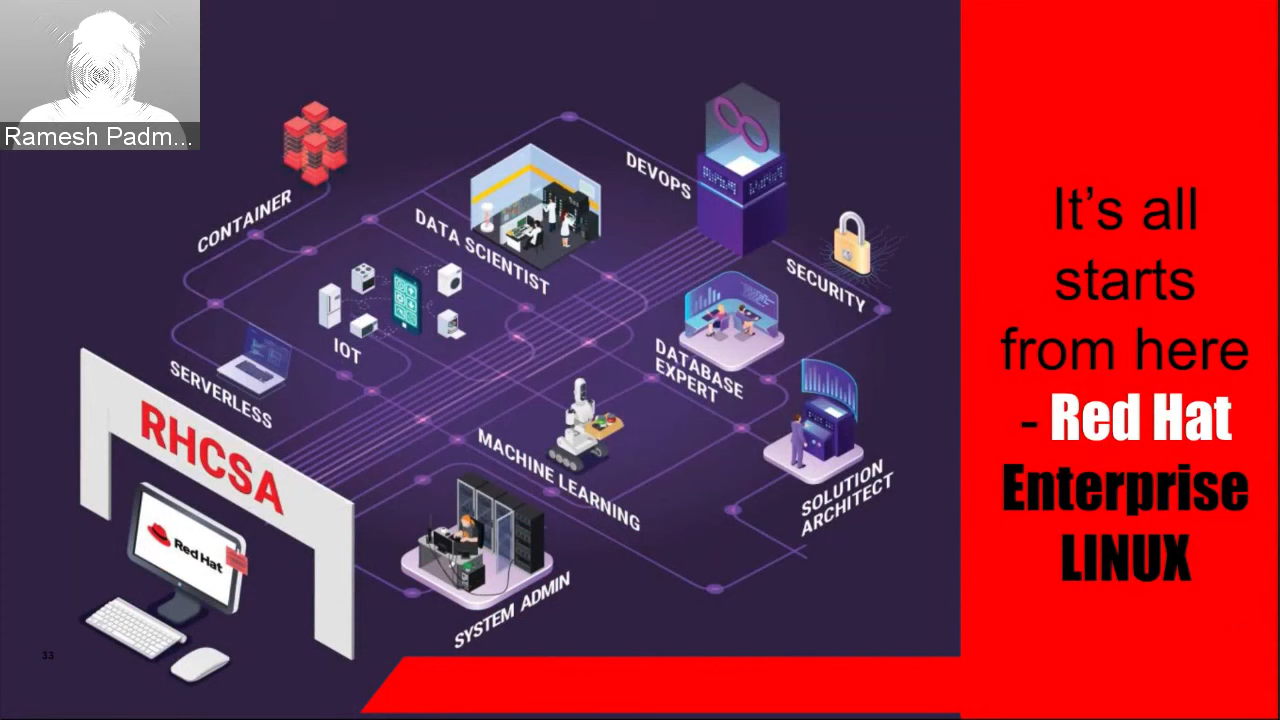 Ramesh Padm...
CONTAINER
DATA SCIENTIST
DEVOPS
SECURITY
IOT
DATABASE
EXPERT
SERVERLESS
MACHINE LEARNING
SOLUTION
ARCHITECT
SYSTEM ADMIN
RHCSA
Red Hat
33
It’s all
starts
from here
- Red Hat
Enterprise
LINUX